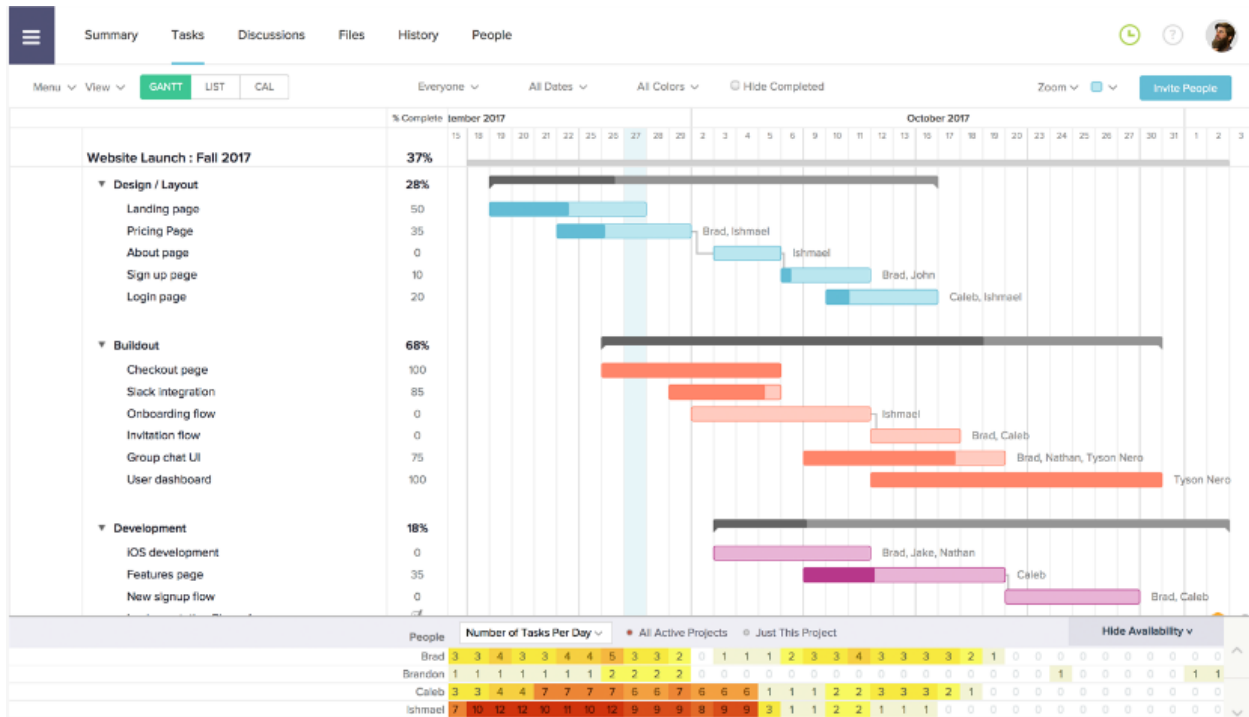 Summary Tasks Discussions Files History People
Menu View GANTT LIST CAL Everyone All Dates All Colors Hide Completed Zoom Invite People
% Complete tember 2017 October 2017
15 18 19 20 21 22 25 26 27 28 29 2 3 4 5 6 9 10 11 12 13 16 17 18 19 20 23 24 25 26 27 30 31 1 2 3
Website Launch : Fall 2017 37%
Design / Layout 28%
Landing page 50
Pricing Page 35 Brad, Ishmael
About page 0 Ishmael
Sign up page 10 Brad, John
Login page 20 Caleb, Ishmael
Buildout 68%
Checkout page 100
Slack integration 85
Onboarding flow 0 Ishmael
Invitation flow 0 Brad, Caleb
Group chat UI 75 Brad, Nathan, Tyson Nero
User dashboard 100 Tyson Nero
Development 18%
iOS development 0 Brad, Jake, Nathan
Features page 35 Caleb
New signup flow 0 Brad, Caleb
People Number of Tasks Per Day All Active Projects Just This Project Hide Availability
Brad 3 3 4 3 3 4 4 5 3 3 2 0 1 1 1 2 3 3 4 3 3 3 3 2 1 0 0 0 0 0 0 0 0 0 0
Brandon 1 1 1 1 1 1 1 2 2 2 2 0 0 0 0 0 0 0 0 0 0 0 0 0 0 0 0 1 0 0 0 0 0 1 1
Caleb 3 3 4 4 7 7 7 7 6 6 7 6 6 6 1 1 1 2 2 3 3 3 2 1 0 0 0 0 0 0 0 0 0 0 0
Ishmael 7 10 12 12 10 11 10 12 9 9 9 8 9 9 3 1 1 2 2 1 1 1 0 0 0 0 0 0 0 0 0 0 0 0 0